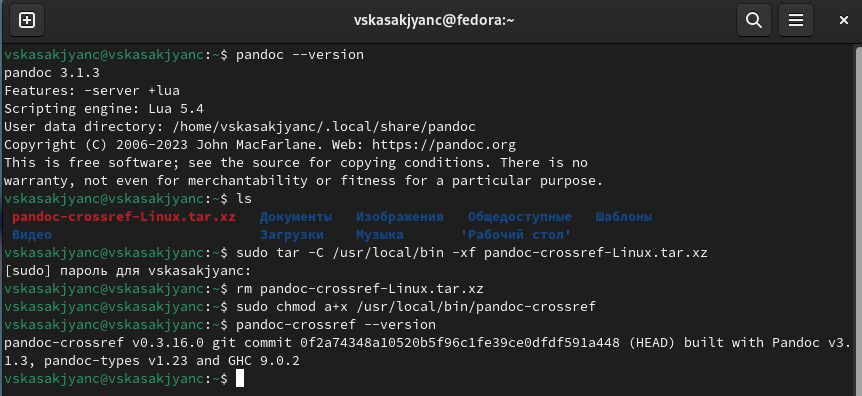 vskasakjyanc@fedora:~
vskasakjyanc@vskasakjyanc:~$ pandoc --version
pandoc 3.1.3
Features: -server +lua
Scripting engine: Lua 5.4
User data directory: /home/vskasakjyanc/.local/share/pandoc
Copyright (C) 2006-2023 John MacFarlane. Web: https://pandoc.org
This is free software; see the source for copying conditions. There is no
warranty, not even for merchantability or fitness for a particular purpose.
vskasakjyanc@vskasakjyanc:~$ ls
pandoc-crossref-Linux.tar.xz   Документы   Изображения   Общедоступные   Шаблоны
Видео                          Загрузки    Музыка       'Рабочий стол'
vskasakjyanc@vskasakjyanc:~$ sudo tar -C /usr/local/bin -xf pandoc-crossref-Linux.tar.xz
[sudo] пароль для vskasakjyanc:
vskasakjyanc@vskasakjyanc:~$ rm pandoc-crossref-Linux.tar.xz
vskasakjyanc@vskasakjyanc:~$ sudo chmod a+x /usr/local/bin/pandoc-crossref
vskasakjyanc@vskasakjyanc:~$ pandoc-crossref --version
pandoc-crossref v0.3.16.0 git commit 0f2a74348a10520b5f96c1fe39ce0dfdf591a448 (HEAD) built with Pandoc v3.
1.3, pandoc-types v1.23 and GHC 9.0.2
vskasakjyanc@vskasakjyanc:~$